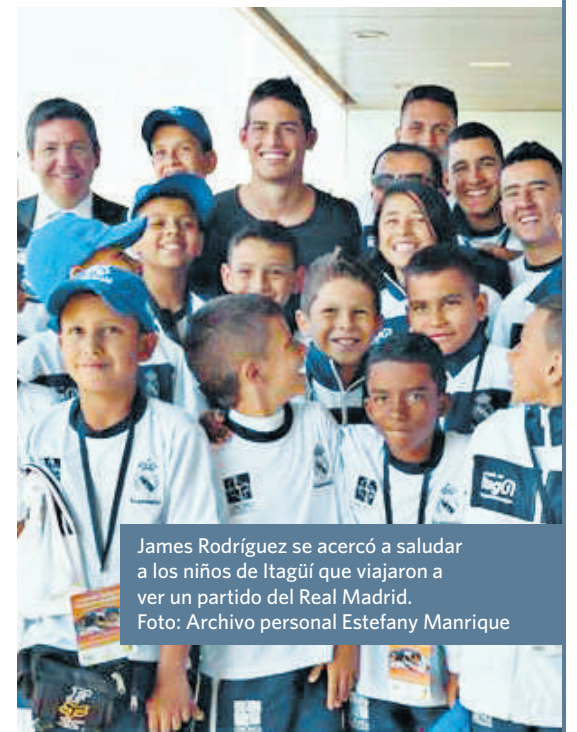 Itagüí
James Rodríguez se acercó a saludar
a los niños de Itagüí que viajaron a
ver un partido del Real Madrid.
Foto: Archivo personal Estefany Manrique